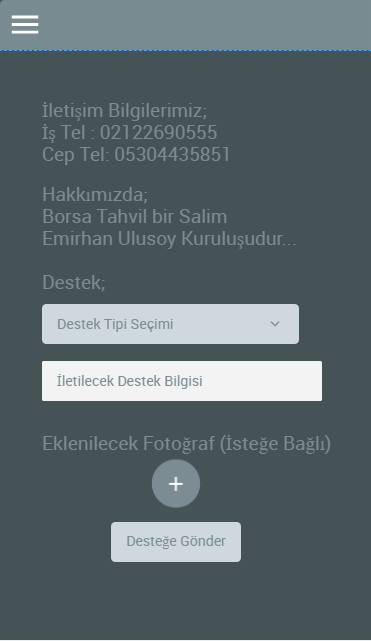 İletişim Bilgilerimiz;
İş Tel : 02122690555
Cep Tel: 05304435851
Hakkımızda;
Borsa Tahvil bir Salim
Emirhan Ulusoy Kuruluşudur...
Destek;
Destek Tipi Seçimi
İletilecek Destek Bilgisi
Eklenilecek Fotoğraf (İsteğe Bağlı)
+
Desteğe Gönder